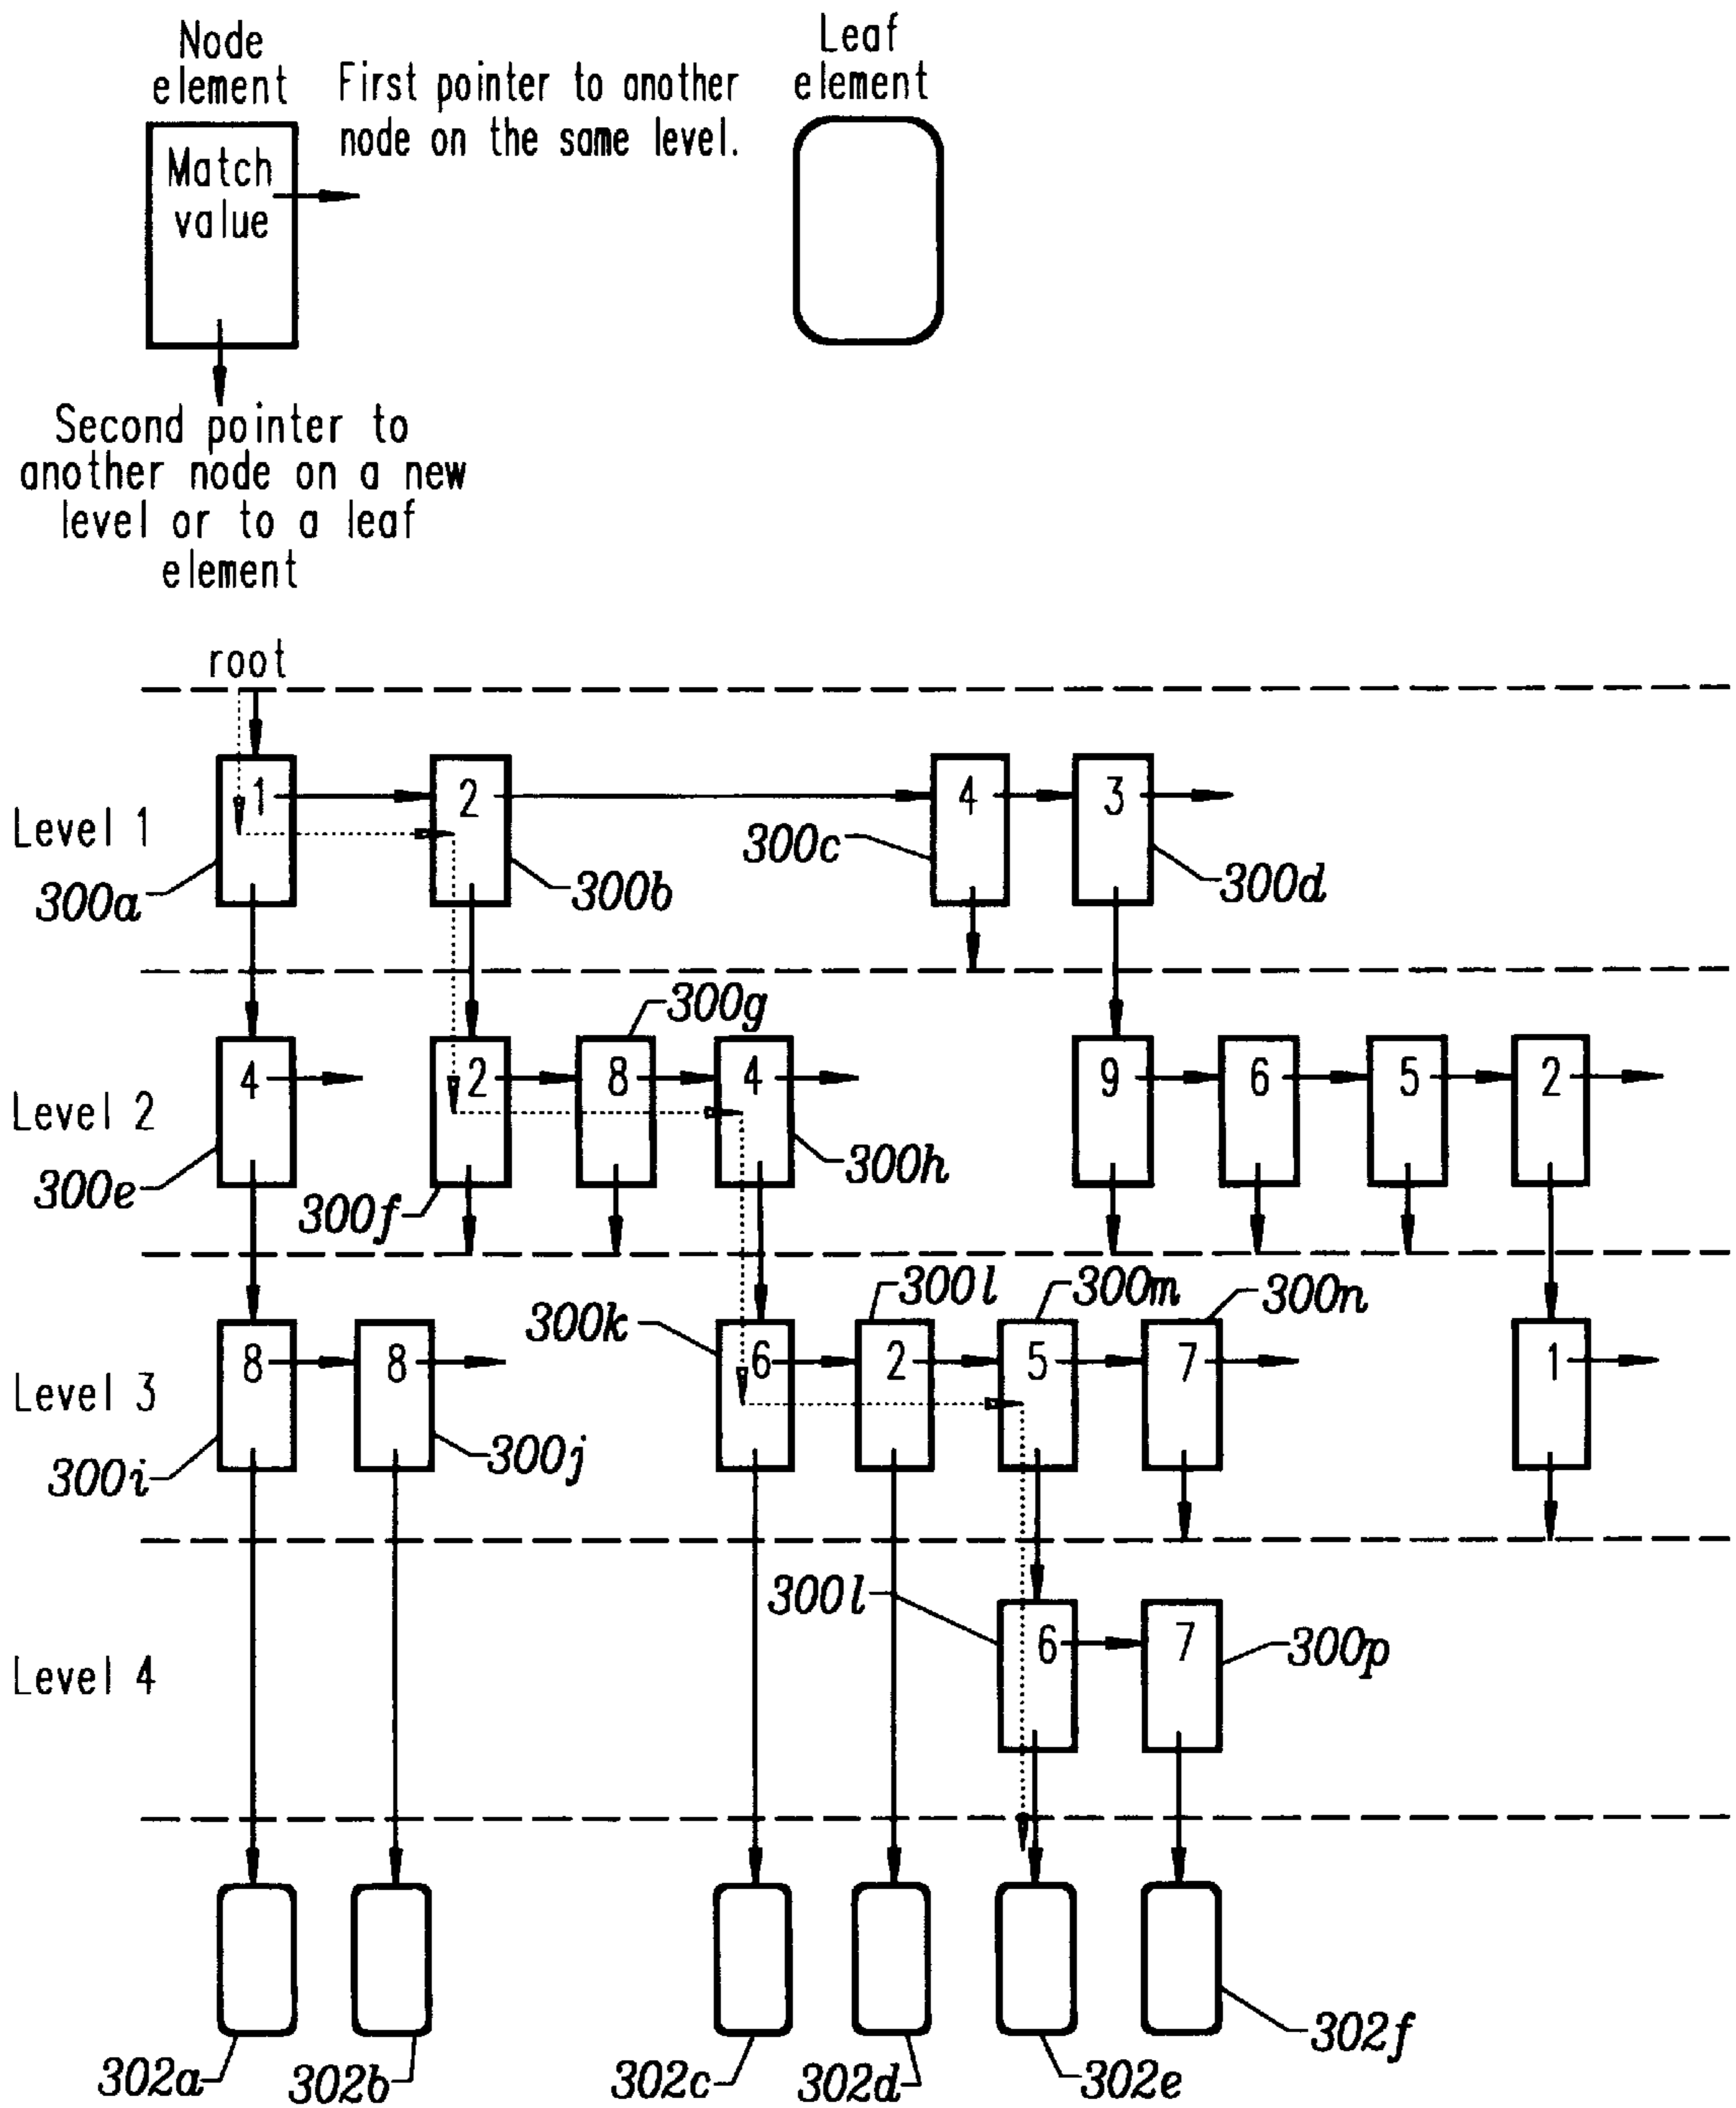 Node
element
First pointer to another
node on the same level.
Leaf
element
Match
value
Second pointer to
another node on a new
level or to a leaf
element
root
Level 1
1
2
4
3
300a
300b
300c
300d
Level 2
4
2
8
4
9
6
5
2
300e
300f
300g
300h
Level 3
8
8
6
2
5
7
1
300i
300j
300k
300l
300m
300n
Level 4
300l
6
7
300p
302a
302b
302c
302d
302e
302f